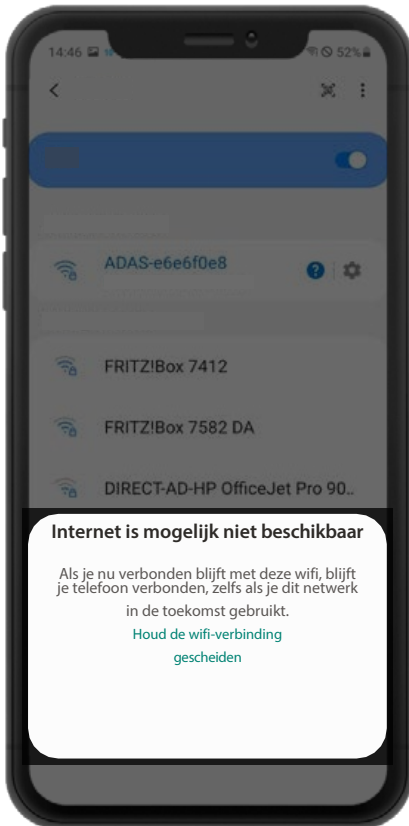 14:46
52%
ADAS-e6e6f0e8
?
FRITZ!Box 7412
FRITZ!Box 7582 DA
DIRECT-AD-HP OfficeJet Pro 90..
Internet is mogelijk niet beschikbaar
Als je nu verbonden blijft met deze wifi, blijft
je telefoon verbonden, zelfs als je dit netwerk
in de toekomst gebruikt.
Houd de wifi-verbinding
gescheiden